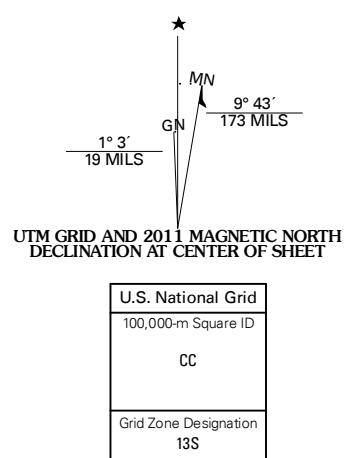 ★
MN
GN
9° 43´
173 MILS
1° 3´
19 MILS
UTM GRID AND 2011 MAGNETIC NORTH
DECLINATION AT CENTER OF SHEET
U.S. National Grid
100,000-m Square ID
CC
Grid Zone Designation
13S